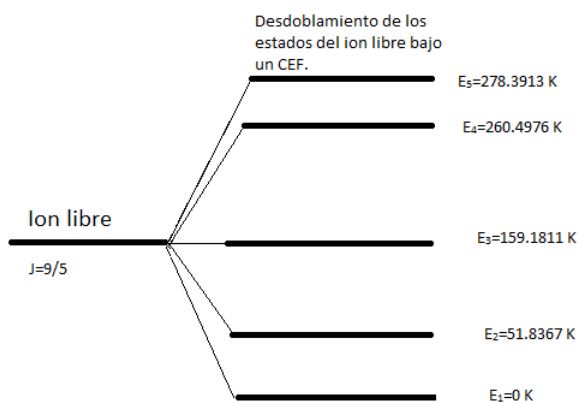 Desdoblamiento de los
estados del ion libre bajo
un CEF.
E₅=278.3913 K
E₄=260.4976 K
Ion libre
E₃=159.1811 K
J=9/5
E₂=51.8367 K
E₁=0 K